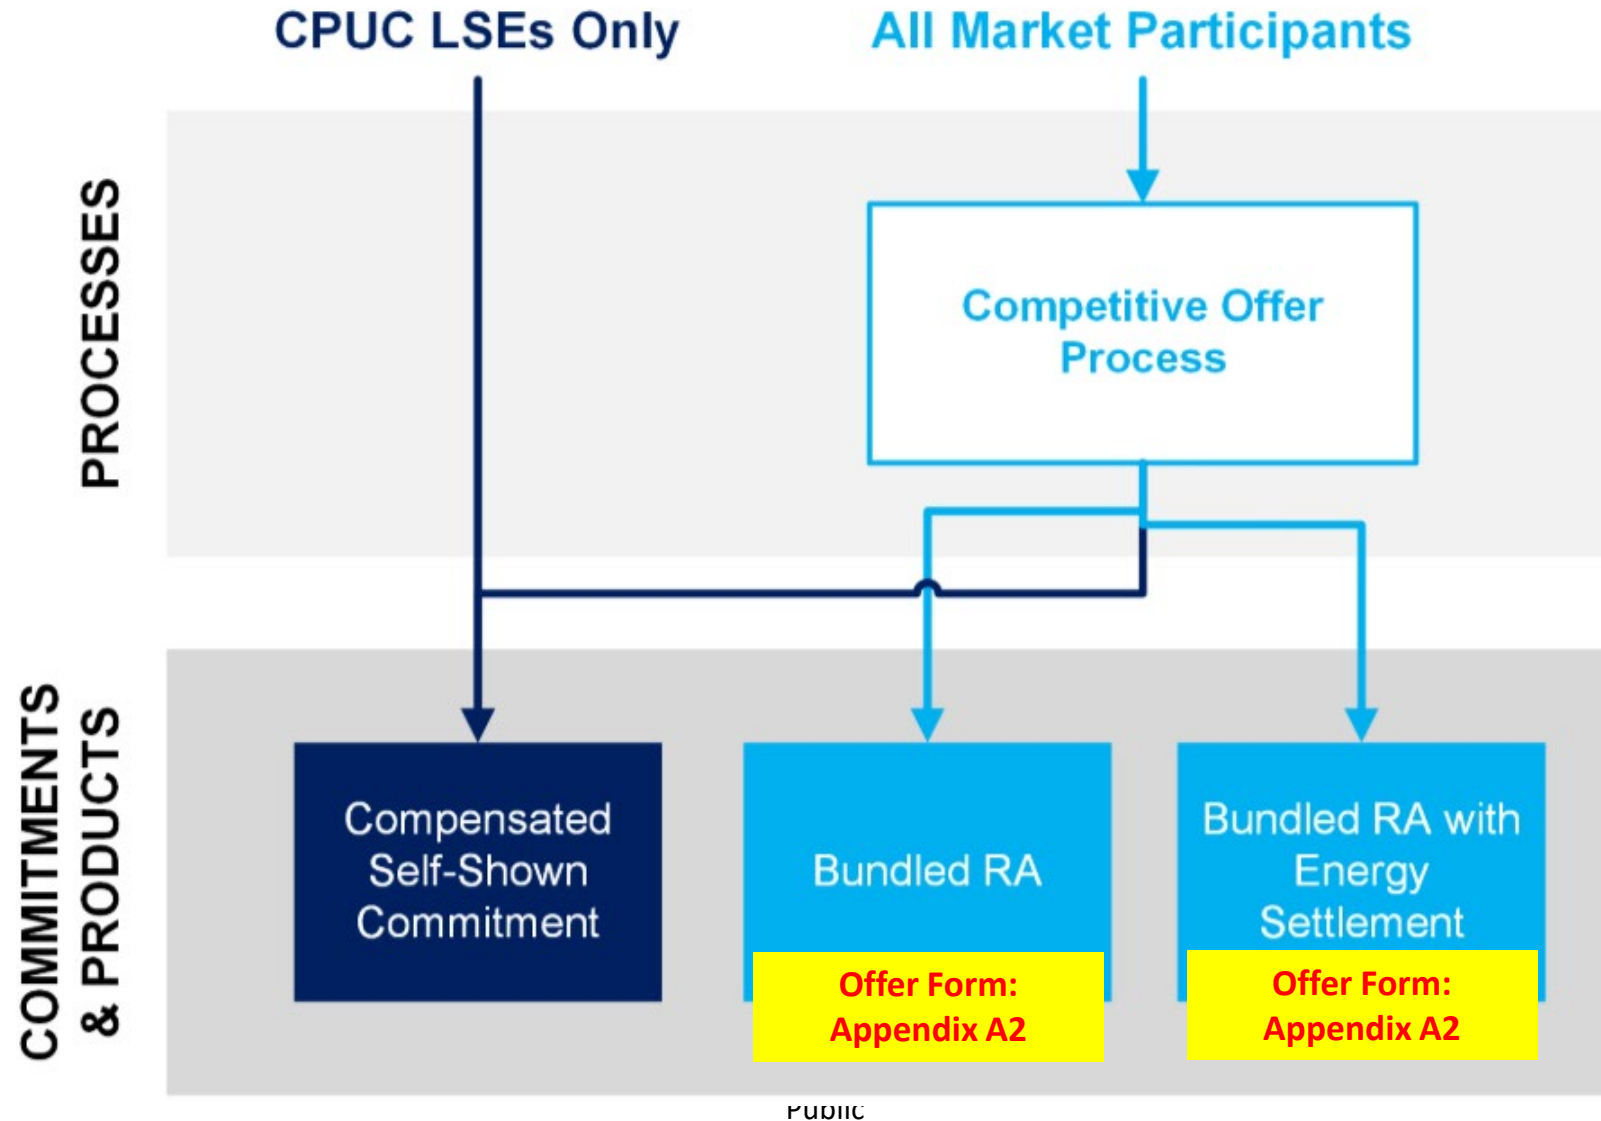 CPUC LSEs Only
All Market Participants
PROCESSES
Competitive Offer
Process
COMMITMENTS
& PRODUCTS
Compensated
Self-Shown
Commitment
Bundled RA
Offer Form:
Appendix A2
Bundled RA with
Energy
Settlement
Offer Form:
Appendix A2
Public